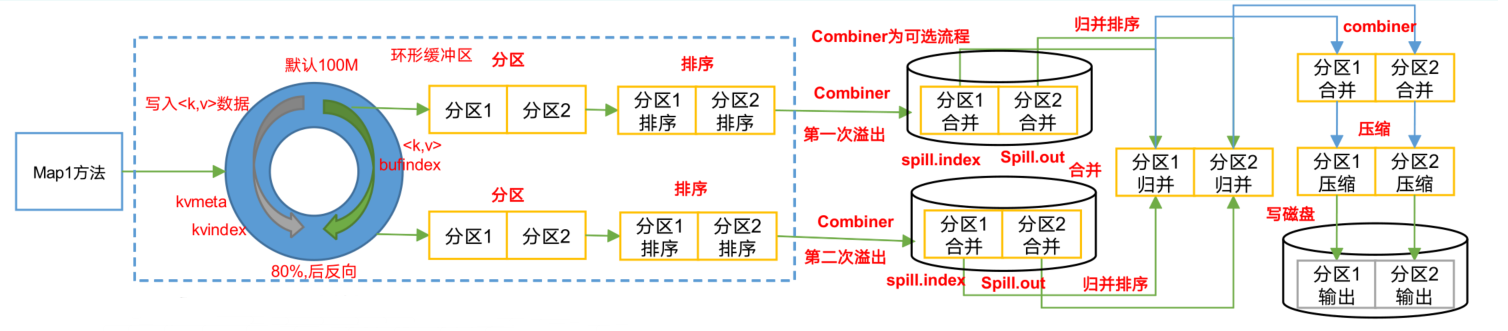 Map1方法
默认100M
环形缓冲区
写入<k,v>数据
<k,v>
bufindex
kvmeta
kvindex
80%,后反向
分区
分区1
分区2
排序
分区1
排序
分区2
排序
Combiner
第一次溢出
分区
分区1
分区2
排序
分区1
排序
分区2
排序
Combiner
第二次溢出
Combiner为可选流程
分区1
合并
分区2
合并
spill.index
Spill.out
合并
分区1
合并
分区2
合并
spill.index
Spill.out
归并排序
归并排序
分区1
归并
分区2
归并
combiner
分区1
合并
分区2
合并
压缩
分区1
压缩
分区2
压缩
写磁盘
分区1
输出
分区2
输出